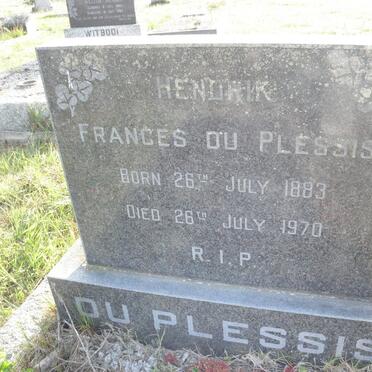 WITBOOI
HENDRIK
FRANCES DU PLESSIS
BORN 26TH JULY 1883
DIED 26TH JULY 1970
R.I.P.
DU PLESSIS